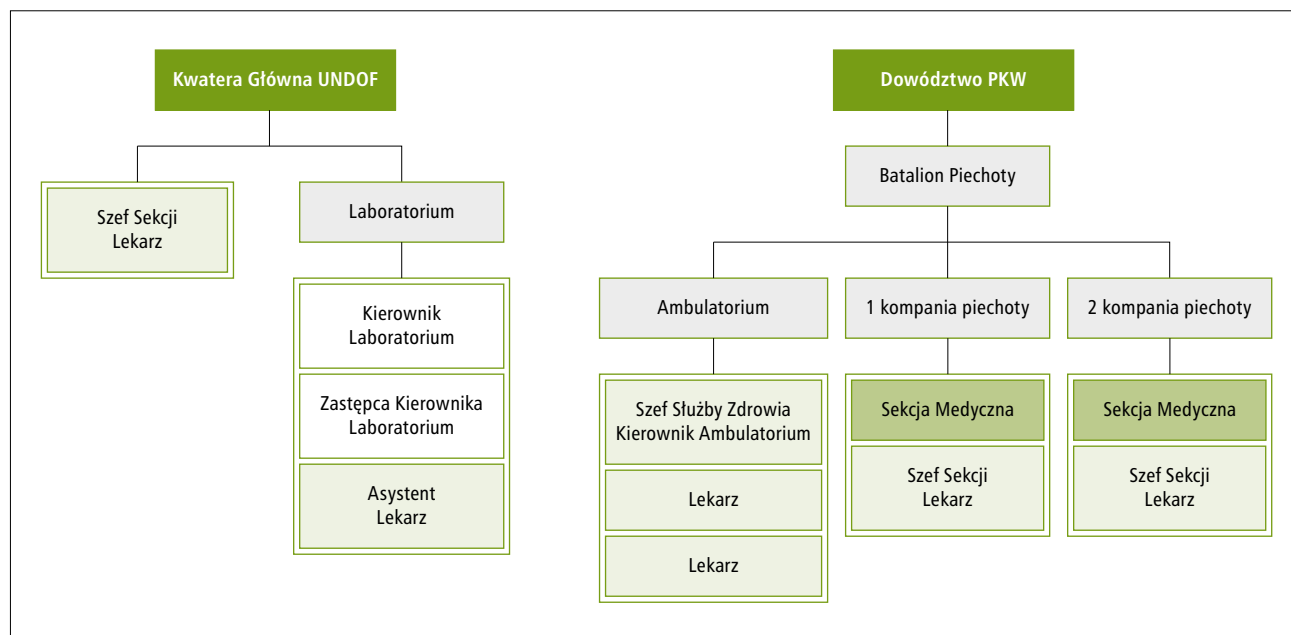 Kwatera Główna UNDOF
Szef Sekcji
Lekarz
Laboratorium
Kierownik
Laboratorium
Zastępca Kierownika
Laboratorium
Asystent
Lekarz
Dowództwo PKW
Batalion Piechoty
Ambulatorium
1 kompania piechoty
2 kompania piechoty
Szef Służby Zdrowia
Kierownik Ambulatorium
Lekarz
Lekarz
Sekcja Medyczna
Szef Sekcji
Lekarz
Sekcja Medyczna
Szef Sekcji
Lekarz